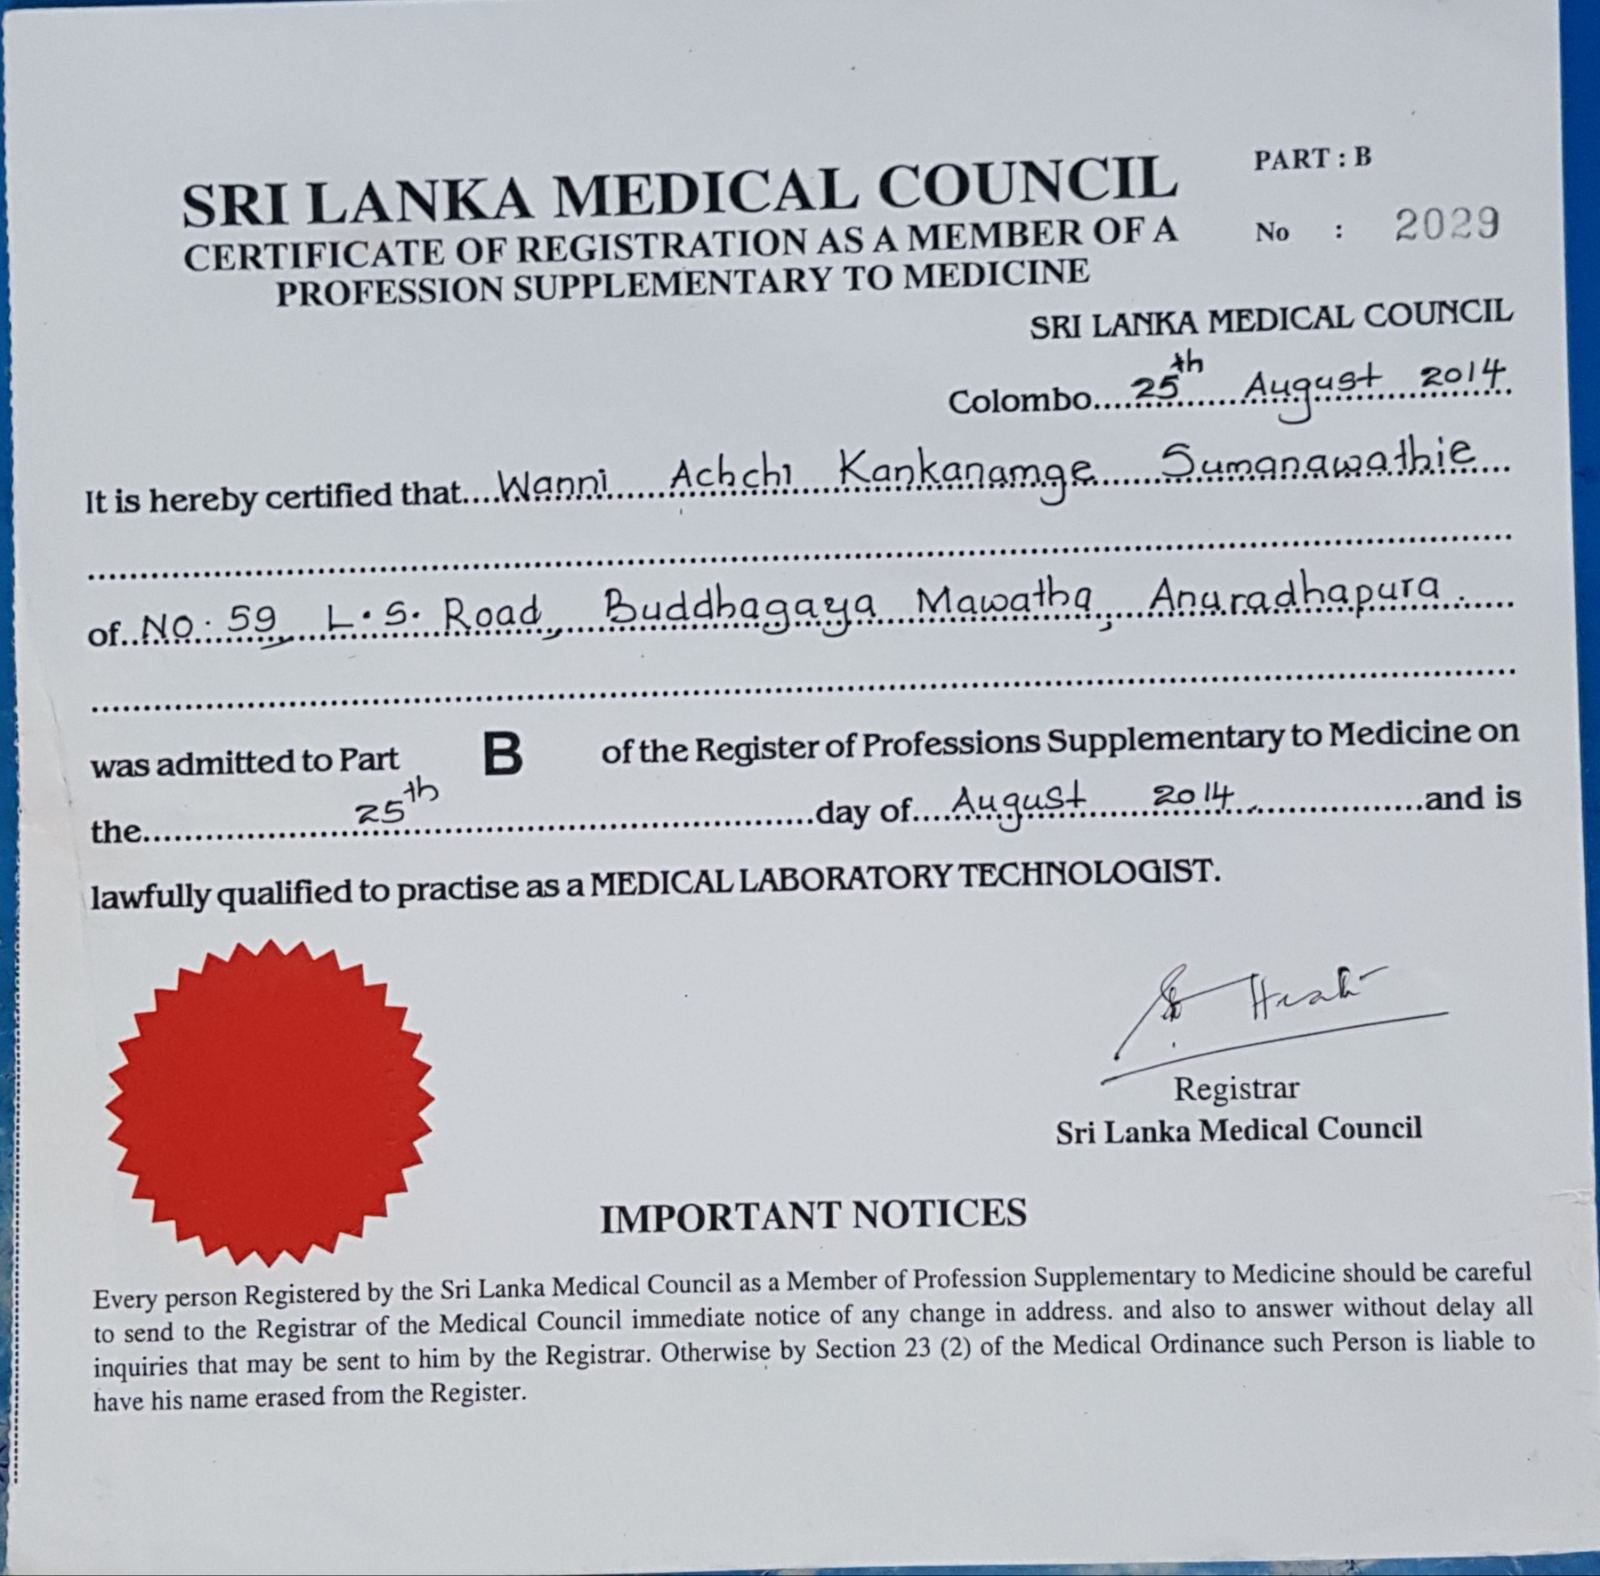 PART : B
SRI LANKA MEDICAL COUNCIL
CERTIFICATE OF REGISTRATION AS A MEMBER OF A
No : 2029
PROFESSION SUPPLEMENTARY TO MEDICINE
SRI LANKA MEDICAL COUNCIL
Colombo....25th August 2014
It is hereby certified that....Wanni Achchi Kankanamge Sumanawathie....
of..No. 59, L.S. Road, Buddhagaya Mawatha, Anuradhapura.
was admitted to Part B of the Register of Professions Supplementary to Medicine on
the....25th....day of....August 2014....and is
lawfully qualified to practise as a MEDICAL LABORATORY TECHNOLOGIST.
Registrar
Sri Lanka Medical Council
IMPORTANT NOTICES
Every person Registered by the Sri Lanka Medical Council as a Member of Profession Supplementary to Medicine should be careful
to send to the Registrar of the Medical Council immediate notice of any change in address. and also to answer without delay all
inquiries that may be sent to him by the Registrar. Otherwise by Section 23 (2) of the Medical Ordinance such Person is liable to
have his name erased from the Register.